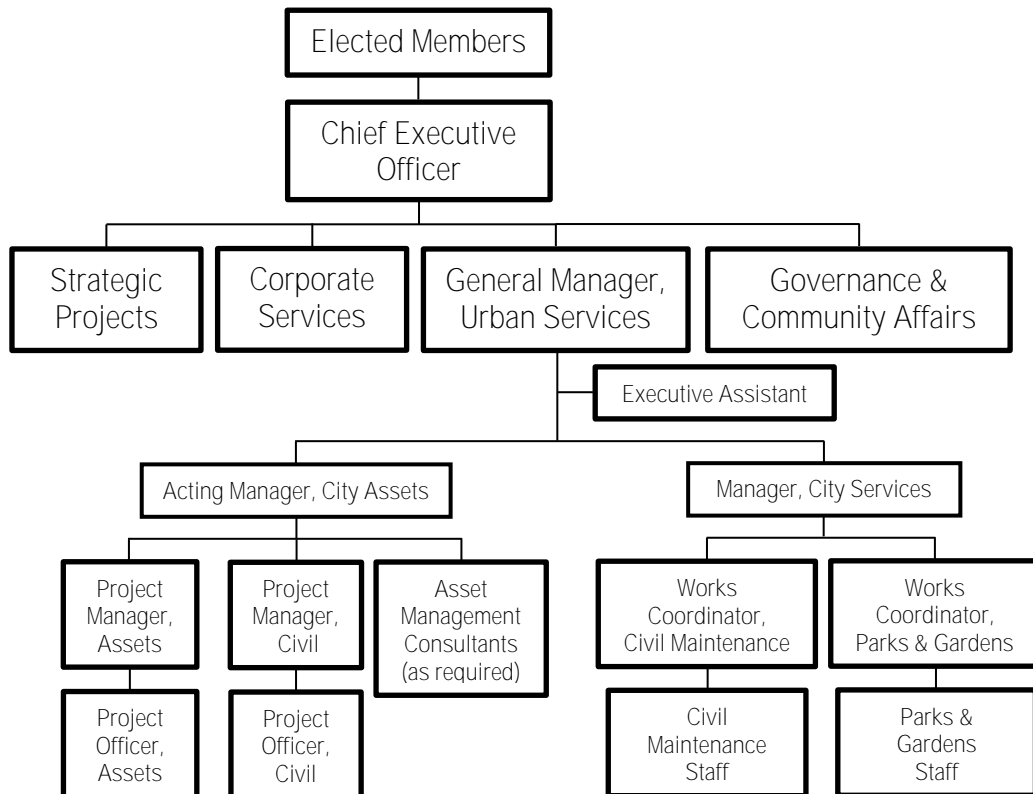 Elected Members
Chief Executive
Officer
Strategic
Projects
Corporate
Services
General Manager,
Urban Services
Governance &
Community Affairs
Executive Assistant
Acting Manager, City Assets
Manager, City Services
Project
Manager,
Assets
Project
Manager,
Civil
Asset
Management
Consultants
(as required)
Works
Coordinator,
Civil Maintenance
Works
Coordinator,
Parks & Gardens
Project
Officer,
Assets
Project
Officer,
Civil
Civil
Maintenance
Staff
Parks &
Gardens
Staff